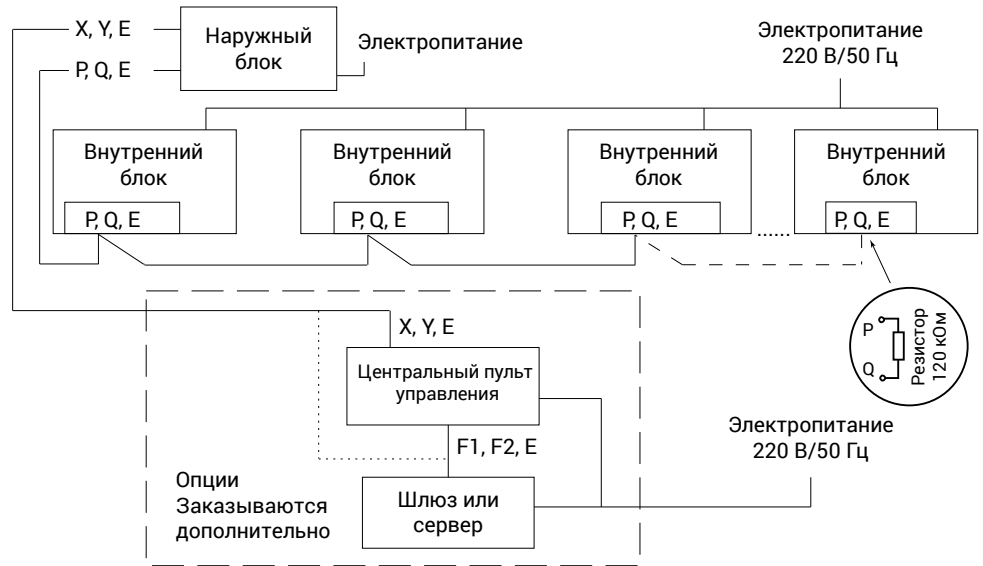 X, Y, E
P, Q, E
Наружный
блок
Электропитание
Электропитание
220 В/50 Гц
Внутренний
блок
P, Q, E
Внутренний
блок
P, Q, E
Внутренний
блок
P, Q, E
......
Внутренний
блок
P, Q, E
P
Q
Резистор
120 кОм
X, Y, E
Центральный пульт
управления
F1, F2, E
Шлюз или
сервер
Опции
Заказываются
дополнительно
Электропитание
220 В/50 Гц